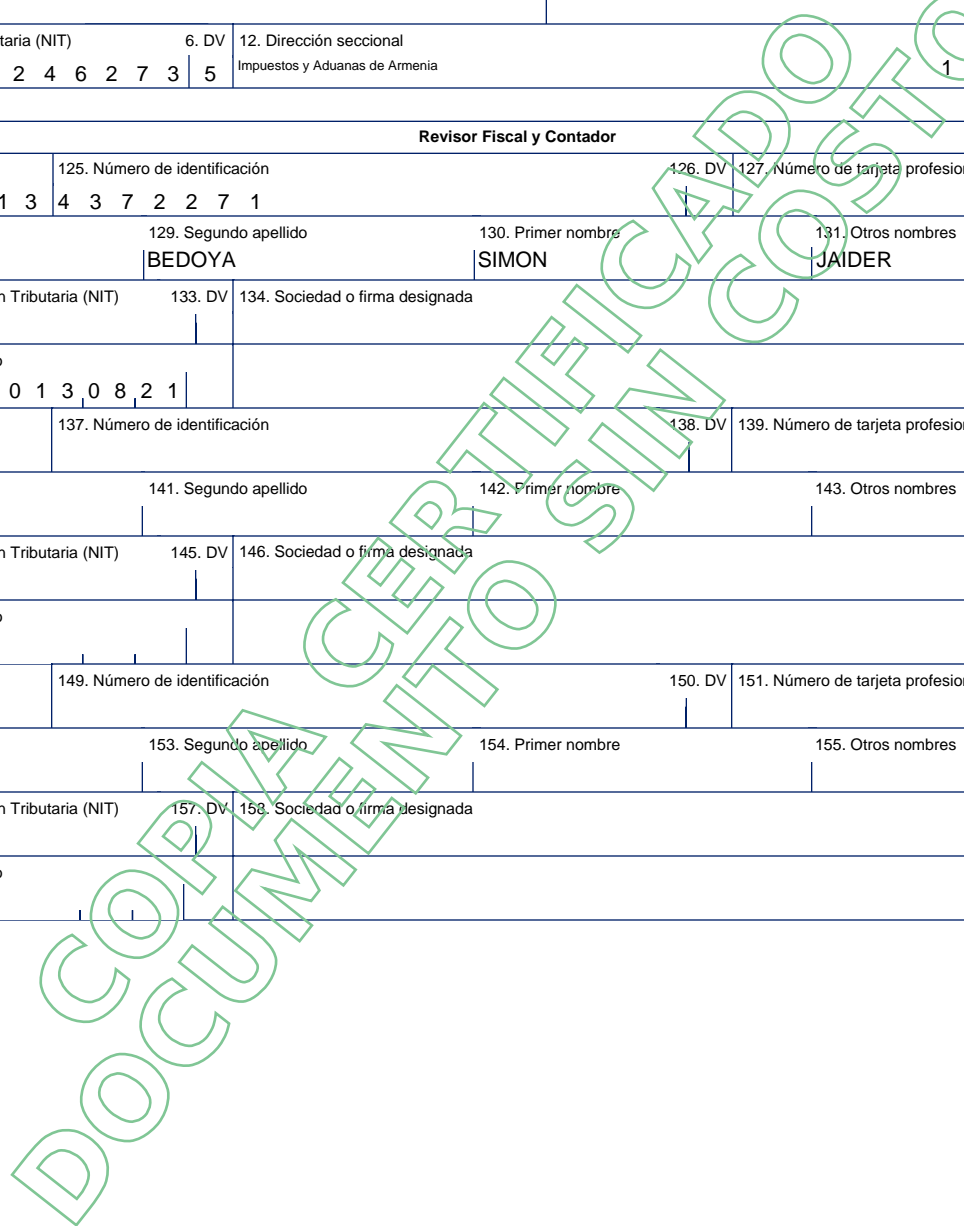 taria (NIT) 6. DV 12. Dirección seccional
2 4 6 2 7 3 5 Impuestos y Aduanas de Armenia 1
Revisor Fiscal y Contador
125. Número de identificación 126. DV 127. Número de tarjeta profesion
1 3 4 3 7 2 2 7 1
129. Segundo apellido 130. Primer nombre 131. Otros nombres
BEDOYA SIMON JAIDER
n Tributaria (NIT) 133. DV 134. Sociedad o firma designada
o
0 1 3 0 8 2 1
137. Número de identificación 138. DV 139. Número de tarjeta profesion
141. Segundo apellido 142. Primer nombre 143. Otros nombres
n Tributaria (NIT) 145. DV 146. Sociedad o firma designada
o
149. Número de identificación 150. DV 151. Número de tarjeta profesion
153. Segundo apellido 154. Primer nombre 155. Otros nombres
n Tributaria (NIT) 157. DV 158. Sociedad o firma designada
o
COPIA CERTIFICADO
DOCUMENTO SIN COSTO